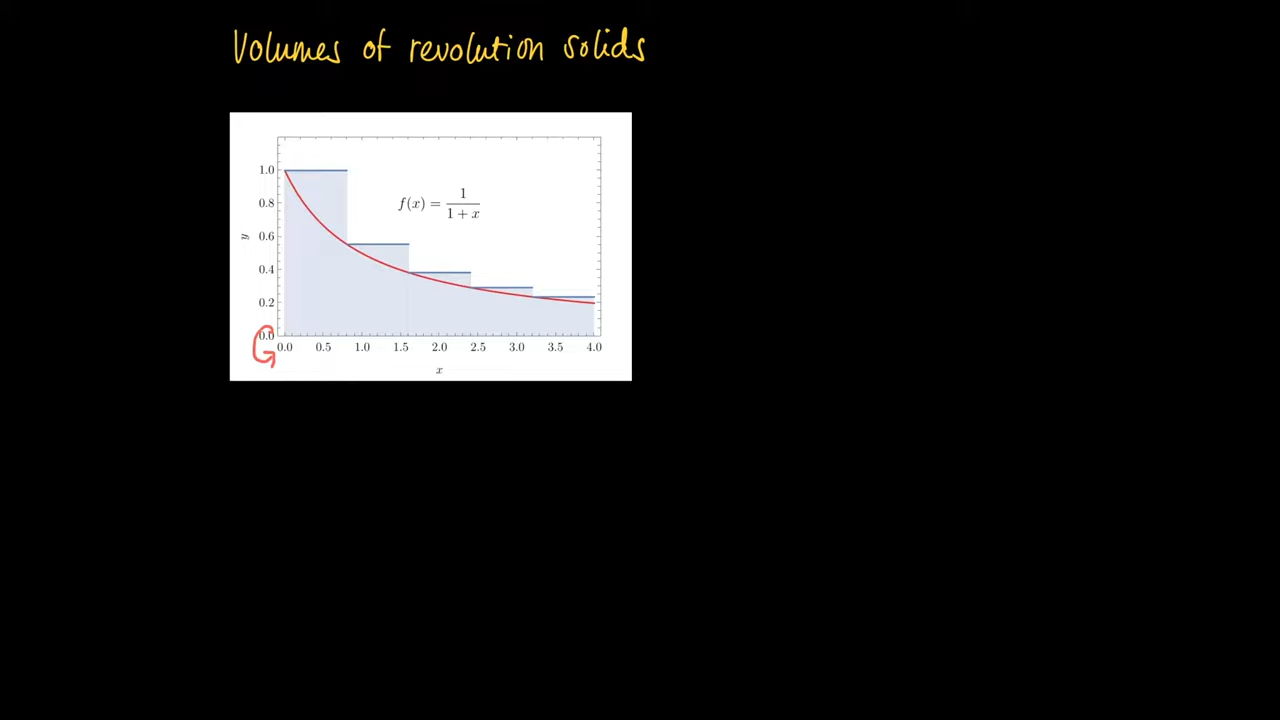 Volumes of revolution solids
1.0
f(x) = 1/(1 + x)
0.8
y
0.6
0.4
0.2
0.0
0.0 0.5 1.0 1.5 2.0 2.5 3.0 3.5 4.0
x